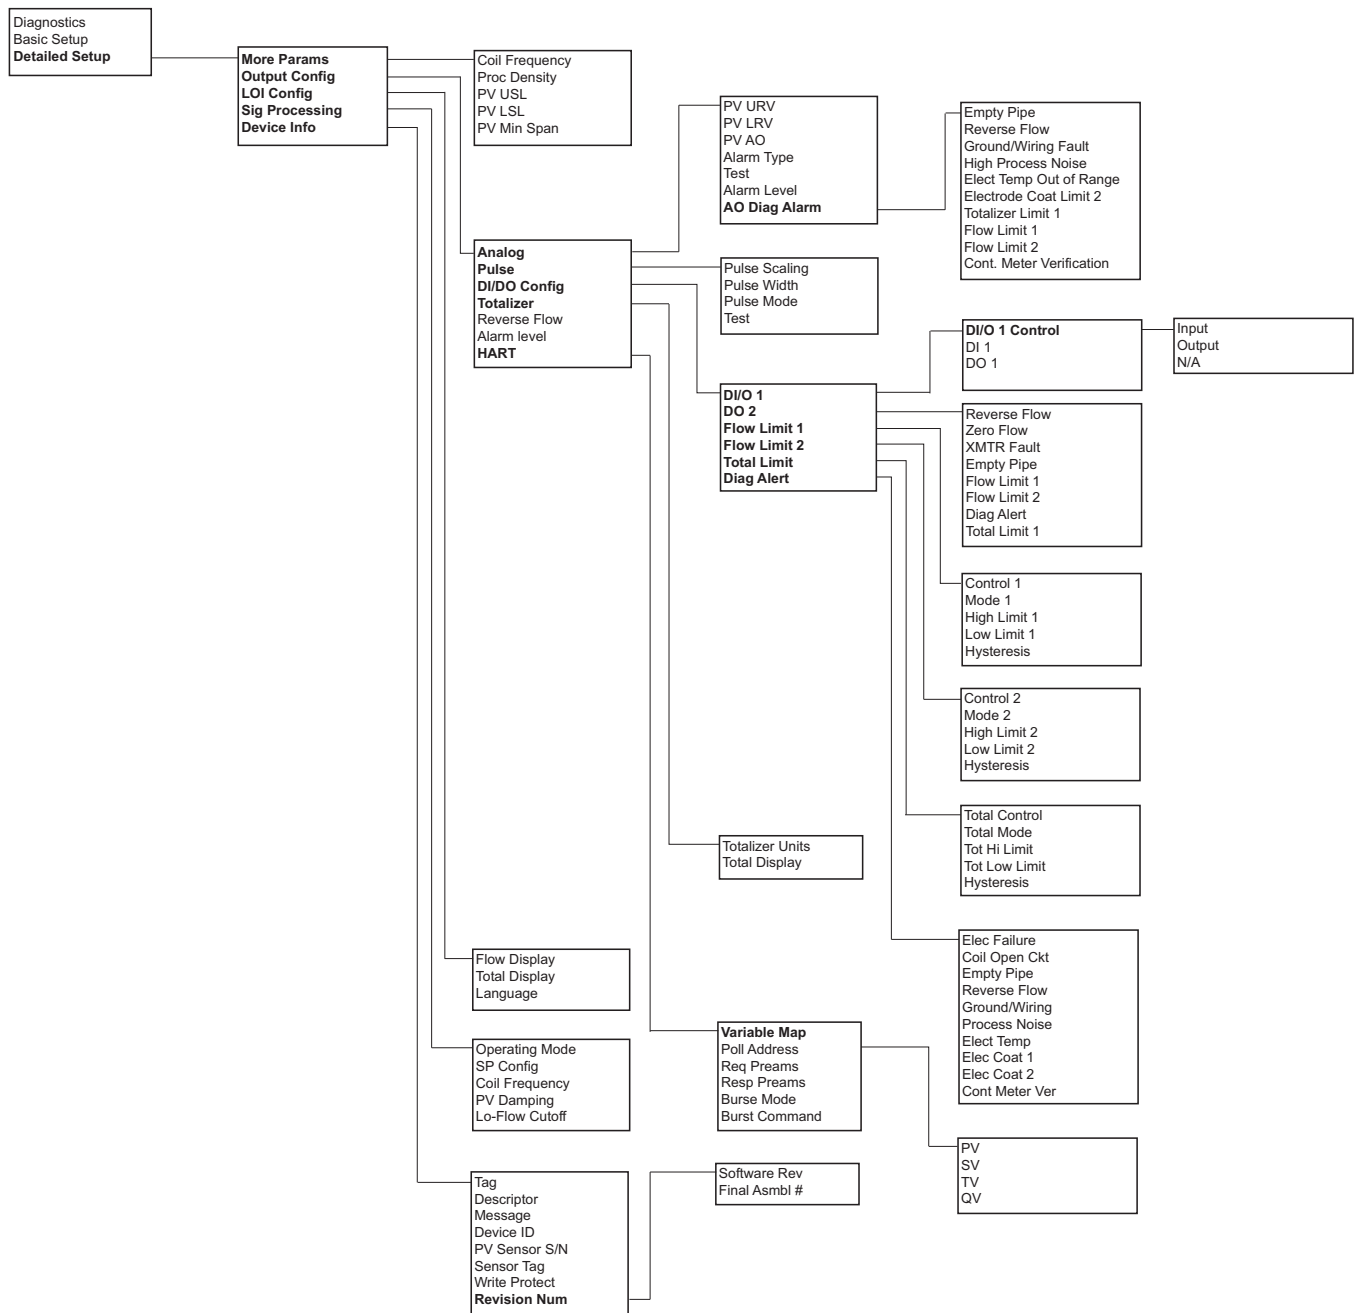 Diagnostics
Basic Setup
Detailed Setup
More Params
Output Config
LOI Config
Sig Processing
Device Info
Coil Frequency
Proc Density
PV USL
PV LSL
PV Min Span
Analog
Pulse
DI/DO Config
Totalizer
Reverse Flow
Alarm level
HART
Flow Display
Total Display
Language
Operating Mode
SP Config
Coil Frequency
PV Damping
Lo-Flow Cutoff
Tag
Descriptor
Message
Device ID
PV Sensor S/N
Sensor Tag
Write Protect
Revision Num
PV URV
PV LRV
PV AO
Alarm Type
Test
Alarm Level
AO Diag Alarm
Pulse Scaling
Pulse Width
Pulse Mode
Test
DI/O 1
DO 2
Flow Limit 1
Flow Limit 2
Total Limit
Diag Alert
Totalizer Units
Total Display
Variable Map
Poll Address
Req Preams
Resp Preams
Burse Mode
Burst Command
Software Rev
Final Asmbl #
Empty Pipe
Reverse Flow
Ground/Wiring Fault
High Process Noise
Elect Temp Out of Range
Electrode Coat Limit 2
Totalizer Limit 1
Flow Limit 1
Flow Limit 2
Cont. Meter Verification
DI/O 1 Control
DI 1
DO 1
Input
Output
N/A
Reverse Flow
Zero Flow
XMTR Fault
Empty Pipe
Flow Limit 1
Flow Limit 2
Diag Alert
Total Limit 1
Control 1
Mode 1
High Limit 1
Low Limit 1
Hysteresis
Control 2
Mode 2
High Limit 2
Low Limit 2
Hysteresis
Total Control
Total Mode
Tot Hi Limit
Tot Low Limit
Hysteresis
Elec Failure
Coil Open Ckt
Empty Pipe
Reverse Flow
Ground/Wiring
Process Noise
Elect Temp
Elec Coat 1
Elec Coat 2
Cont Meter Ver
PV
SV
TV
QV